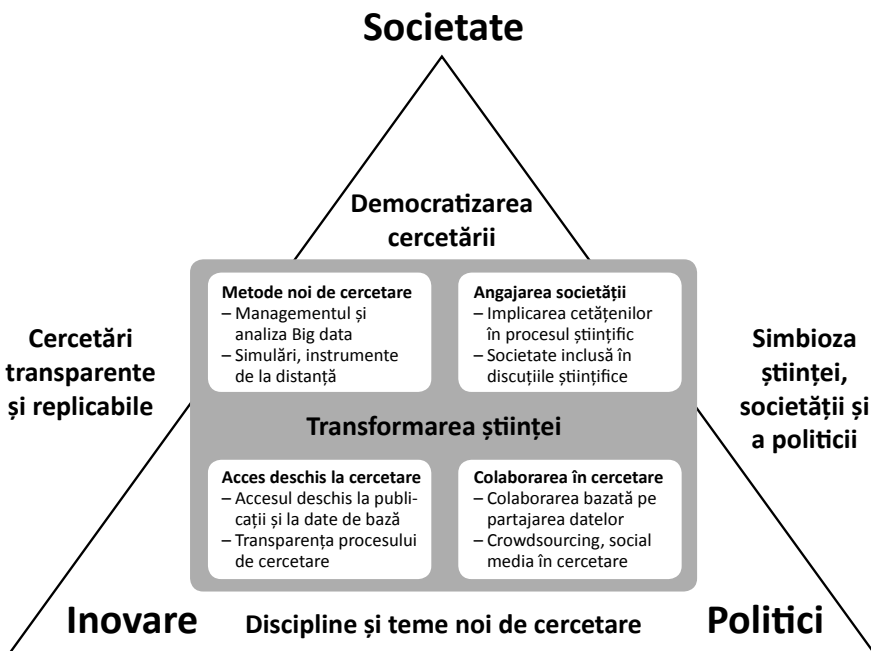 Societate
Democratizarea
cercetării
Metode noi de cercetare
– Managementul și
analiza Big data
– Simulări, instrumente
de la distanță
Angajarea societății
– Implicarea cetățenilor
în procesul științific
– Societate inclusă în
discuțiile științifice
Cercetări
transparente
și replicabile
Simbioza
științei,
societății și
a politicii
Transformarea științei
Acces deschis la cercetare
– Accesul deschis la publi-
cații și la date de bază
– Transparența procesului
de cercetare
Colaborarea în cercetare
– Colaborarea bazată pe
partajarea datelor
– Crowdsourcing, social
media în cercetare
Inovare
Discipline și teme noi de cercetare
Politici